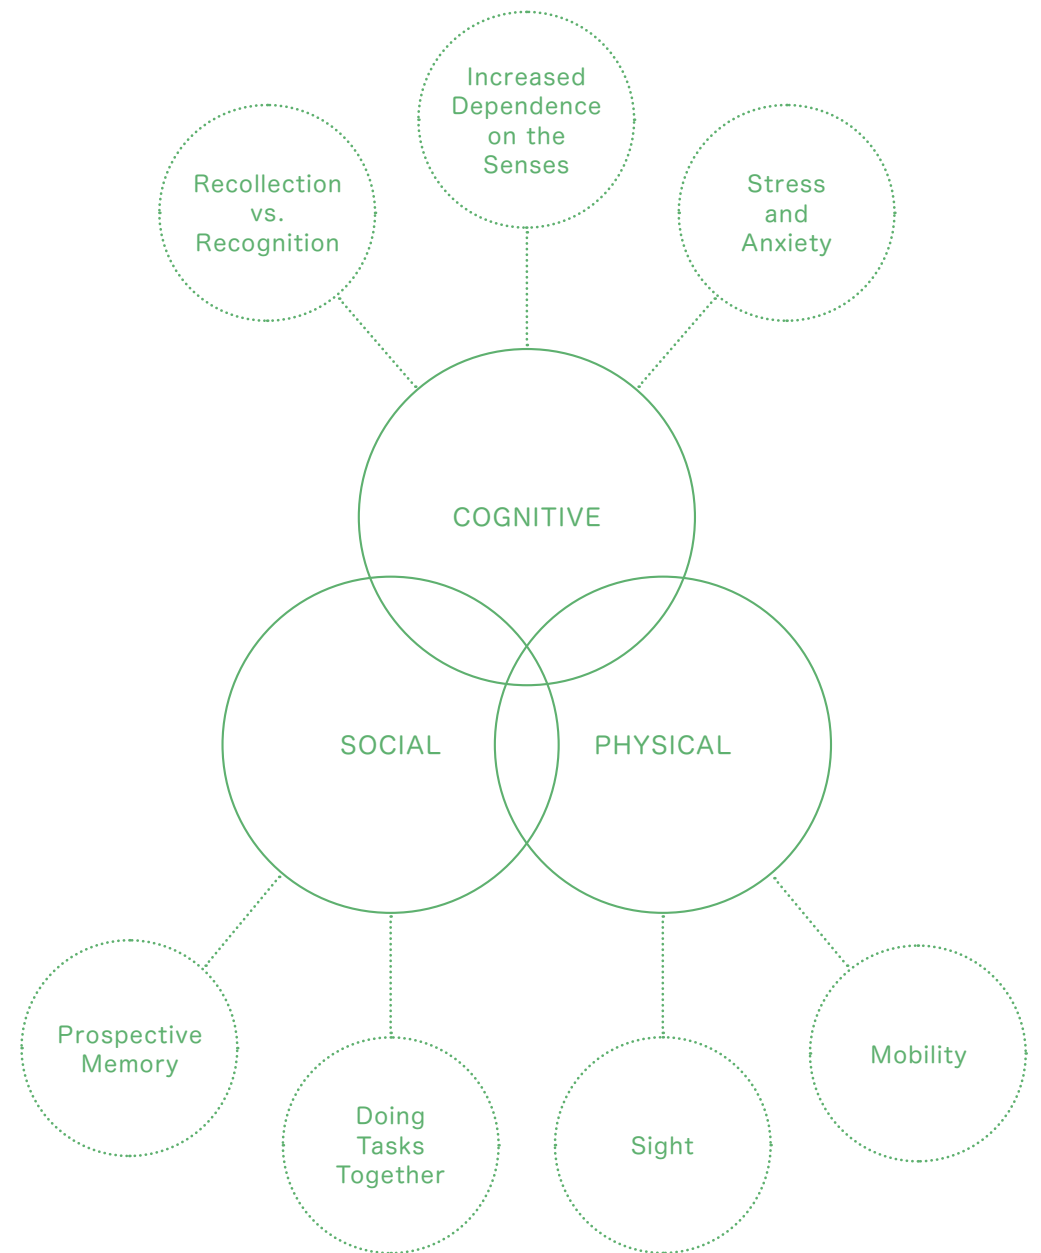 Increased
Dependence
on the
Senses
Recollection
vs.
Recognition
Stress
and
Anxiety
COGNITIVE
SOCIAL
PHYSICAL
Prospective
Memory
Doing
Tasks
Together
Sight
Mobility